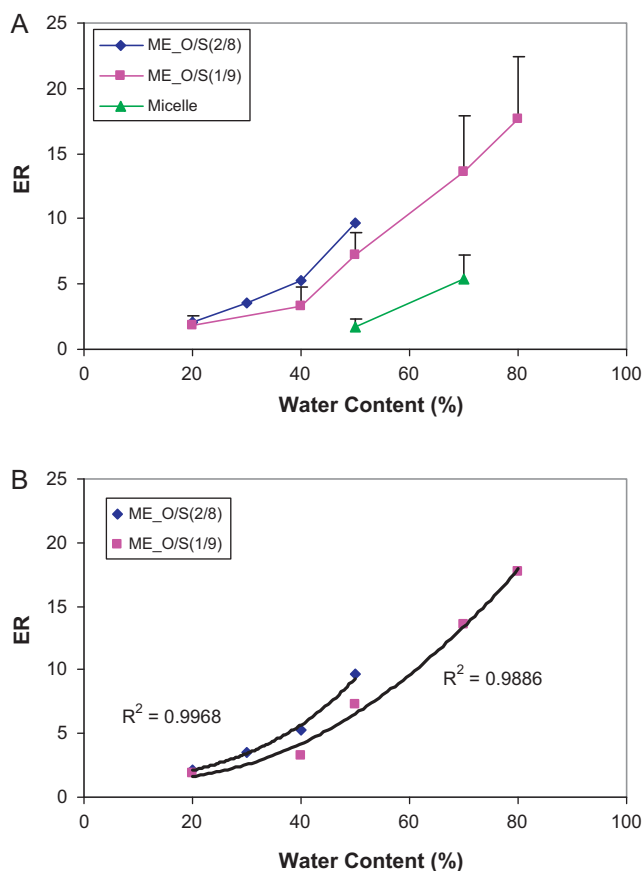 A
ME_O/S(2/8)
ME_O/S(1/9)
Micelle
25
20
15
10
5
0
ER
0 20 40 60 80 100
Water Content (%)
B
ME_O/S(2/8)
ME_O/S(1/9)
25
20
15
10
5
0
ER
R² = 0.9968
R² = 0.9886
0 20 40 60 80 100
Water Content (%)